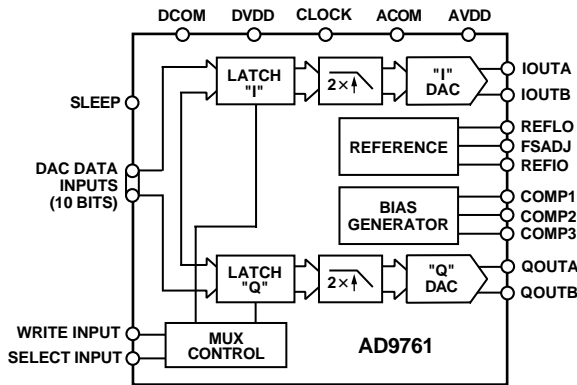 DCOM DVDD CLOCK ACOM AVDD
LATCH
"I"
2×
"I"
DAC
IOUTA
IOUTB
SLEEP
REFERENCE
REFLO
FSADJ
REFIO
DAC DATA
INPUTS
(10 BITS)
BIAS
GENERATOR
COMP1
COMP2
COMP3
LATCH
"Q"
2×
"Q"
DAC
QOUTA
QOUTB
WRITE INPUT
SELECT INPUT
MUX
CONTROL
AD9761